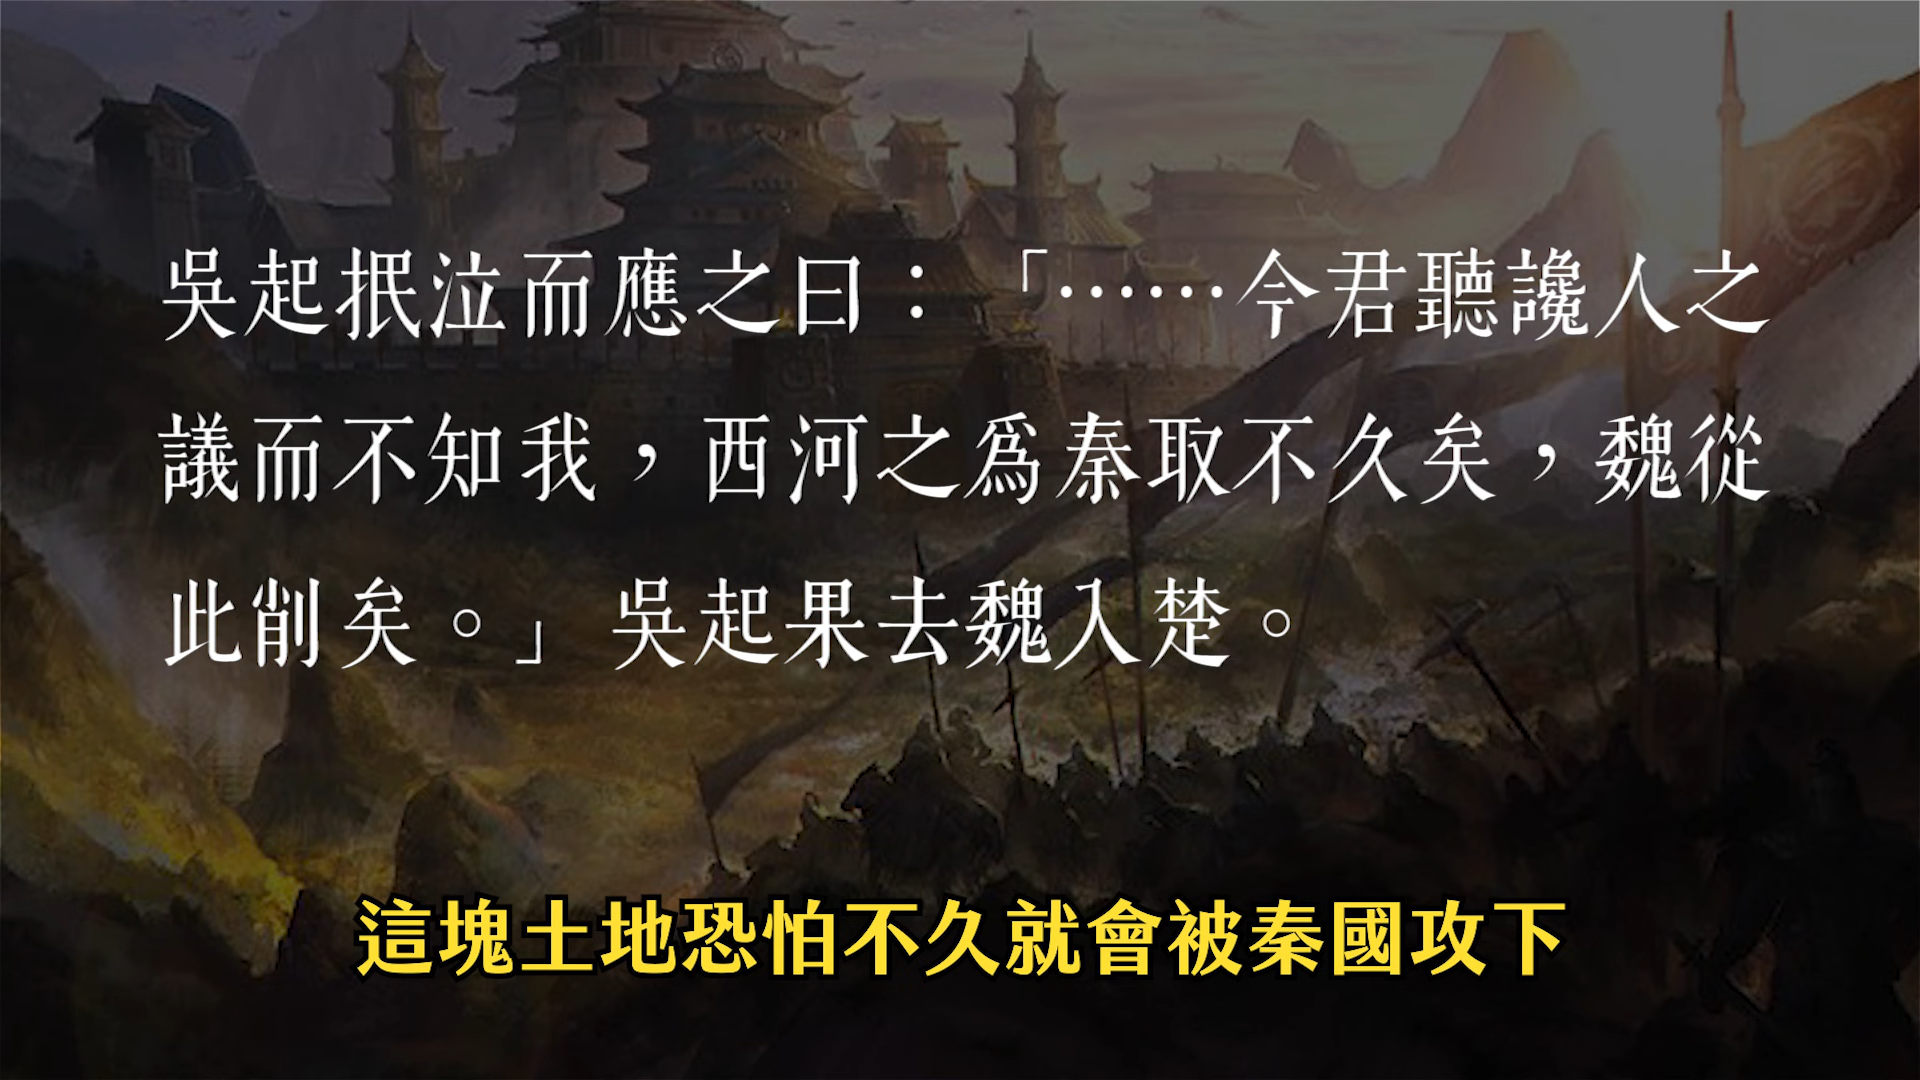 吳起抿泣而應之曰：「⋯⋯今君聽讒人之
議而不知我，西河之爲秦取不久矣，魏從
此削矣。」吳起果去魏入楚。
這塊土地恐怕不久就會被秦國攻下